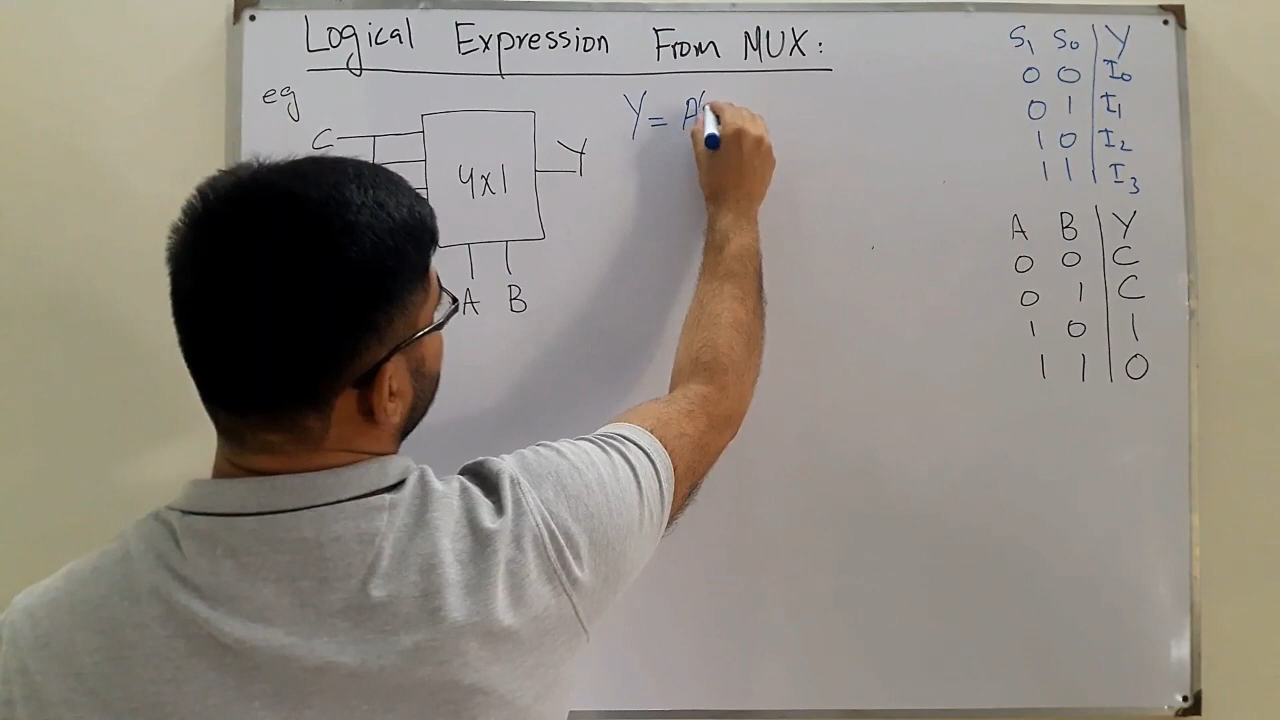 Logical Expression From MUX:
eg
C
4x1
Y
A B
Y = A'
S₁ S₀ Y
0 0 I₀
0 1 I₁
1 0 I₂
1 1 I₃
A B Y
0 0 C
0 1 C
1 0 1
1 1 0